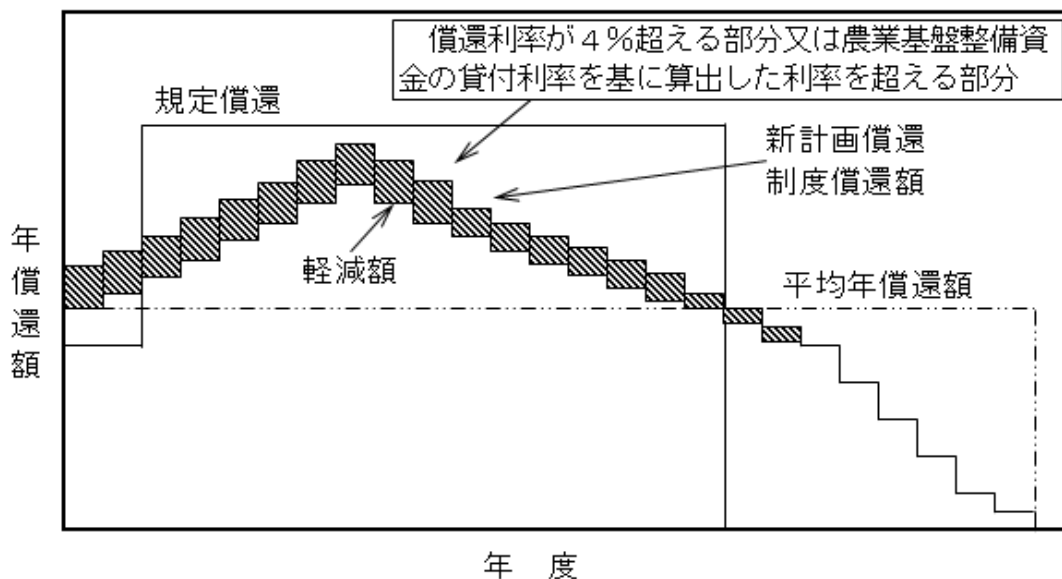 償還利率が４％超える部分又は農業基盤整備資
金の貸付利率を基に算出した利率を超える部分
規定償還
新計画償還
制度償還額
軽減額
平均年償還額
年償還額
年　度